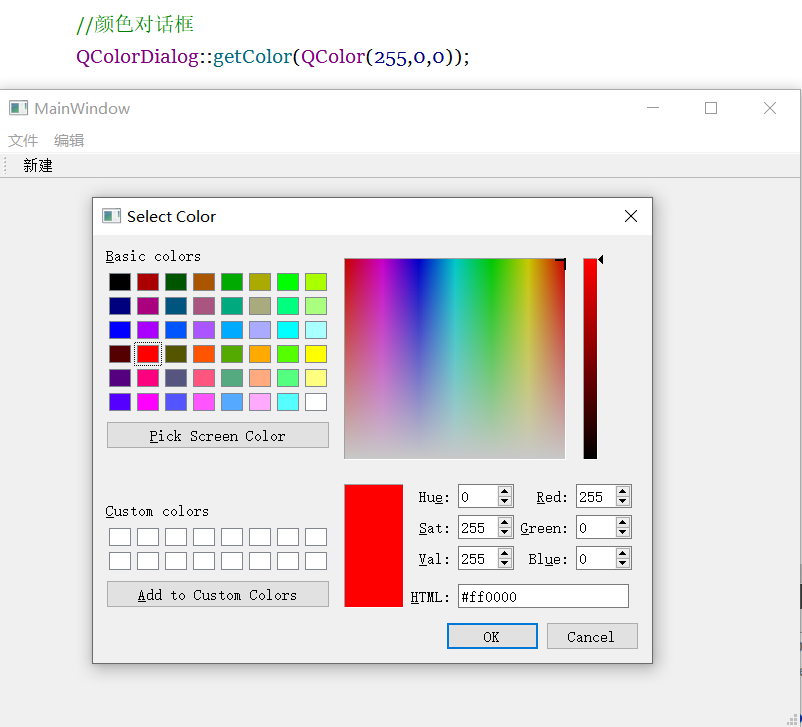 //颜色对话框
QColorDialog::getColor(QColor(255,0,0));
MainWindow
文件 编辑
新建
Select Color
Basic colors
Pick Screen Color
Custom colors
Add to Custom Colors
Hue: 0 Red: 255
Sat: 255 Green: 0
Val: 255 Blue: 0
HTML: #ff0000
OK Cancel